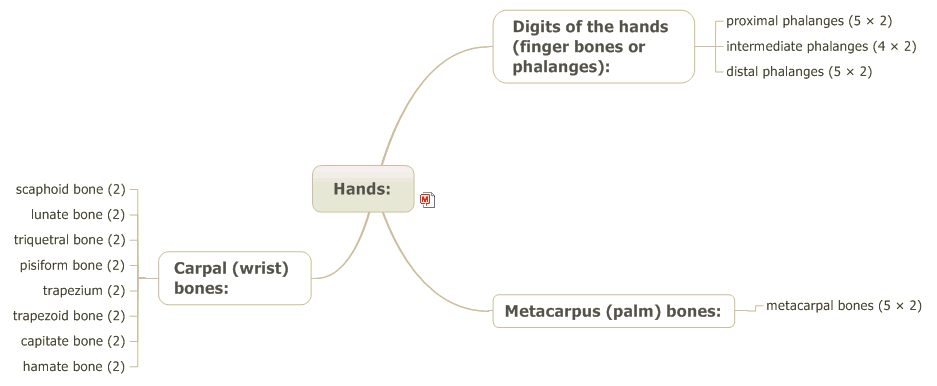 Digits of the hands
(finger bones or
phalanges):
proximal phalanges (5 × 2)
intermediate phalanges (4 × 2)
distal phalanges (5 × 2)
Hands:
M
scaphoid bone (2)
lunate bone (2)
triquetral bone (2)
pisiform bone (2)
trapezium (2)
trapezoid bone (2)
capitate bone (2)
hamate bone (2)
Carpal (wrist)
bones:
Metacarpus (palm) bones:
metacarpal bones (5 × 2)